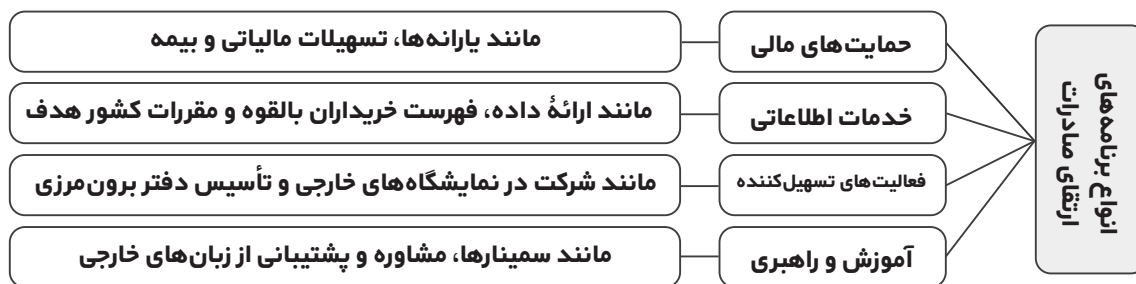 انواع برنامه‌های
ارتقای صادرات
حمایت‌های مالی
مانند یارانه‌ها، تسهیلات مالیاتی و بیمه
خدمات اطلاعاتی
مانند ارائهٔ داده، فهرست خریداران بالقوه و مقررات کشور هدف
فعالیت‌های تسهیل‌کننده
مانند شرکت در نمایشگاه‌های خارجی و تأسیس دفتر برون‌مرزی
آموزش و راهبری
مانند سمینارها، مشاوره و پشتیبانی از زبان‌های خارجی